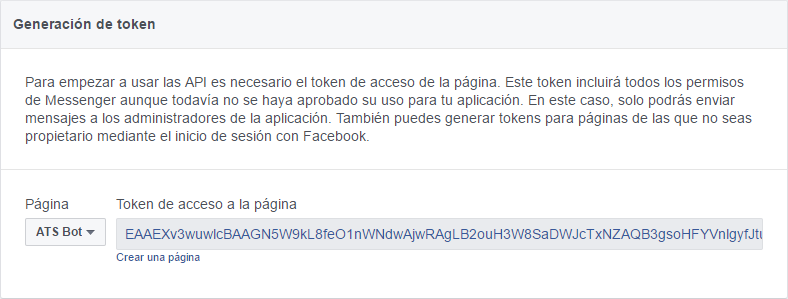 Generación de token
Para empezar a usar las API es necesario el token de acceso de la página. Este token incluirá todos los permisos
de Messenger aunque todavía no se haya aprobado su uso para tu aplicación. En este caso, solo podrás enviar
mensajes a los administradores de la aplicación. También puedes generar tokens para páginas de las que no seas
propietario mediante el inicio de sesión con Facebook.
Página
Token de acceso a la página
ATS Bot
EAAEXv3wuwIcBAAGN5W9kL8feO1nWNdwAjwRAgLB2ouH3W8SaDWJcTxNZAQB3gsoHFYVnIgyfJtu
Crear una página